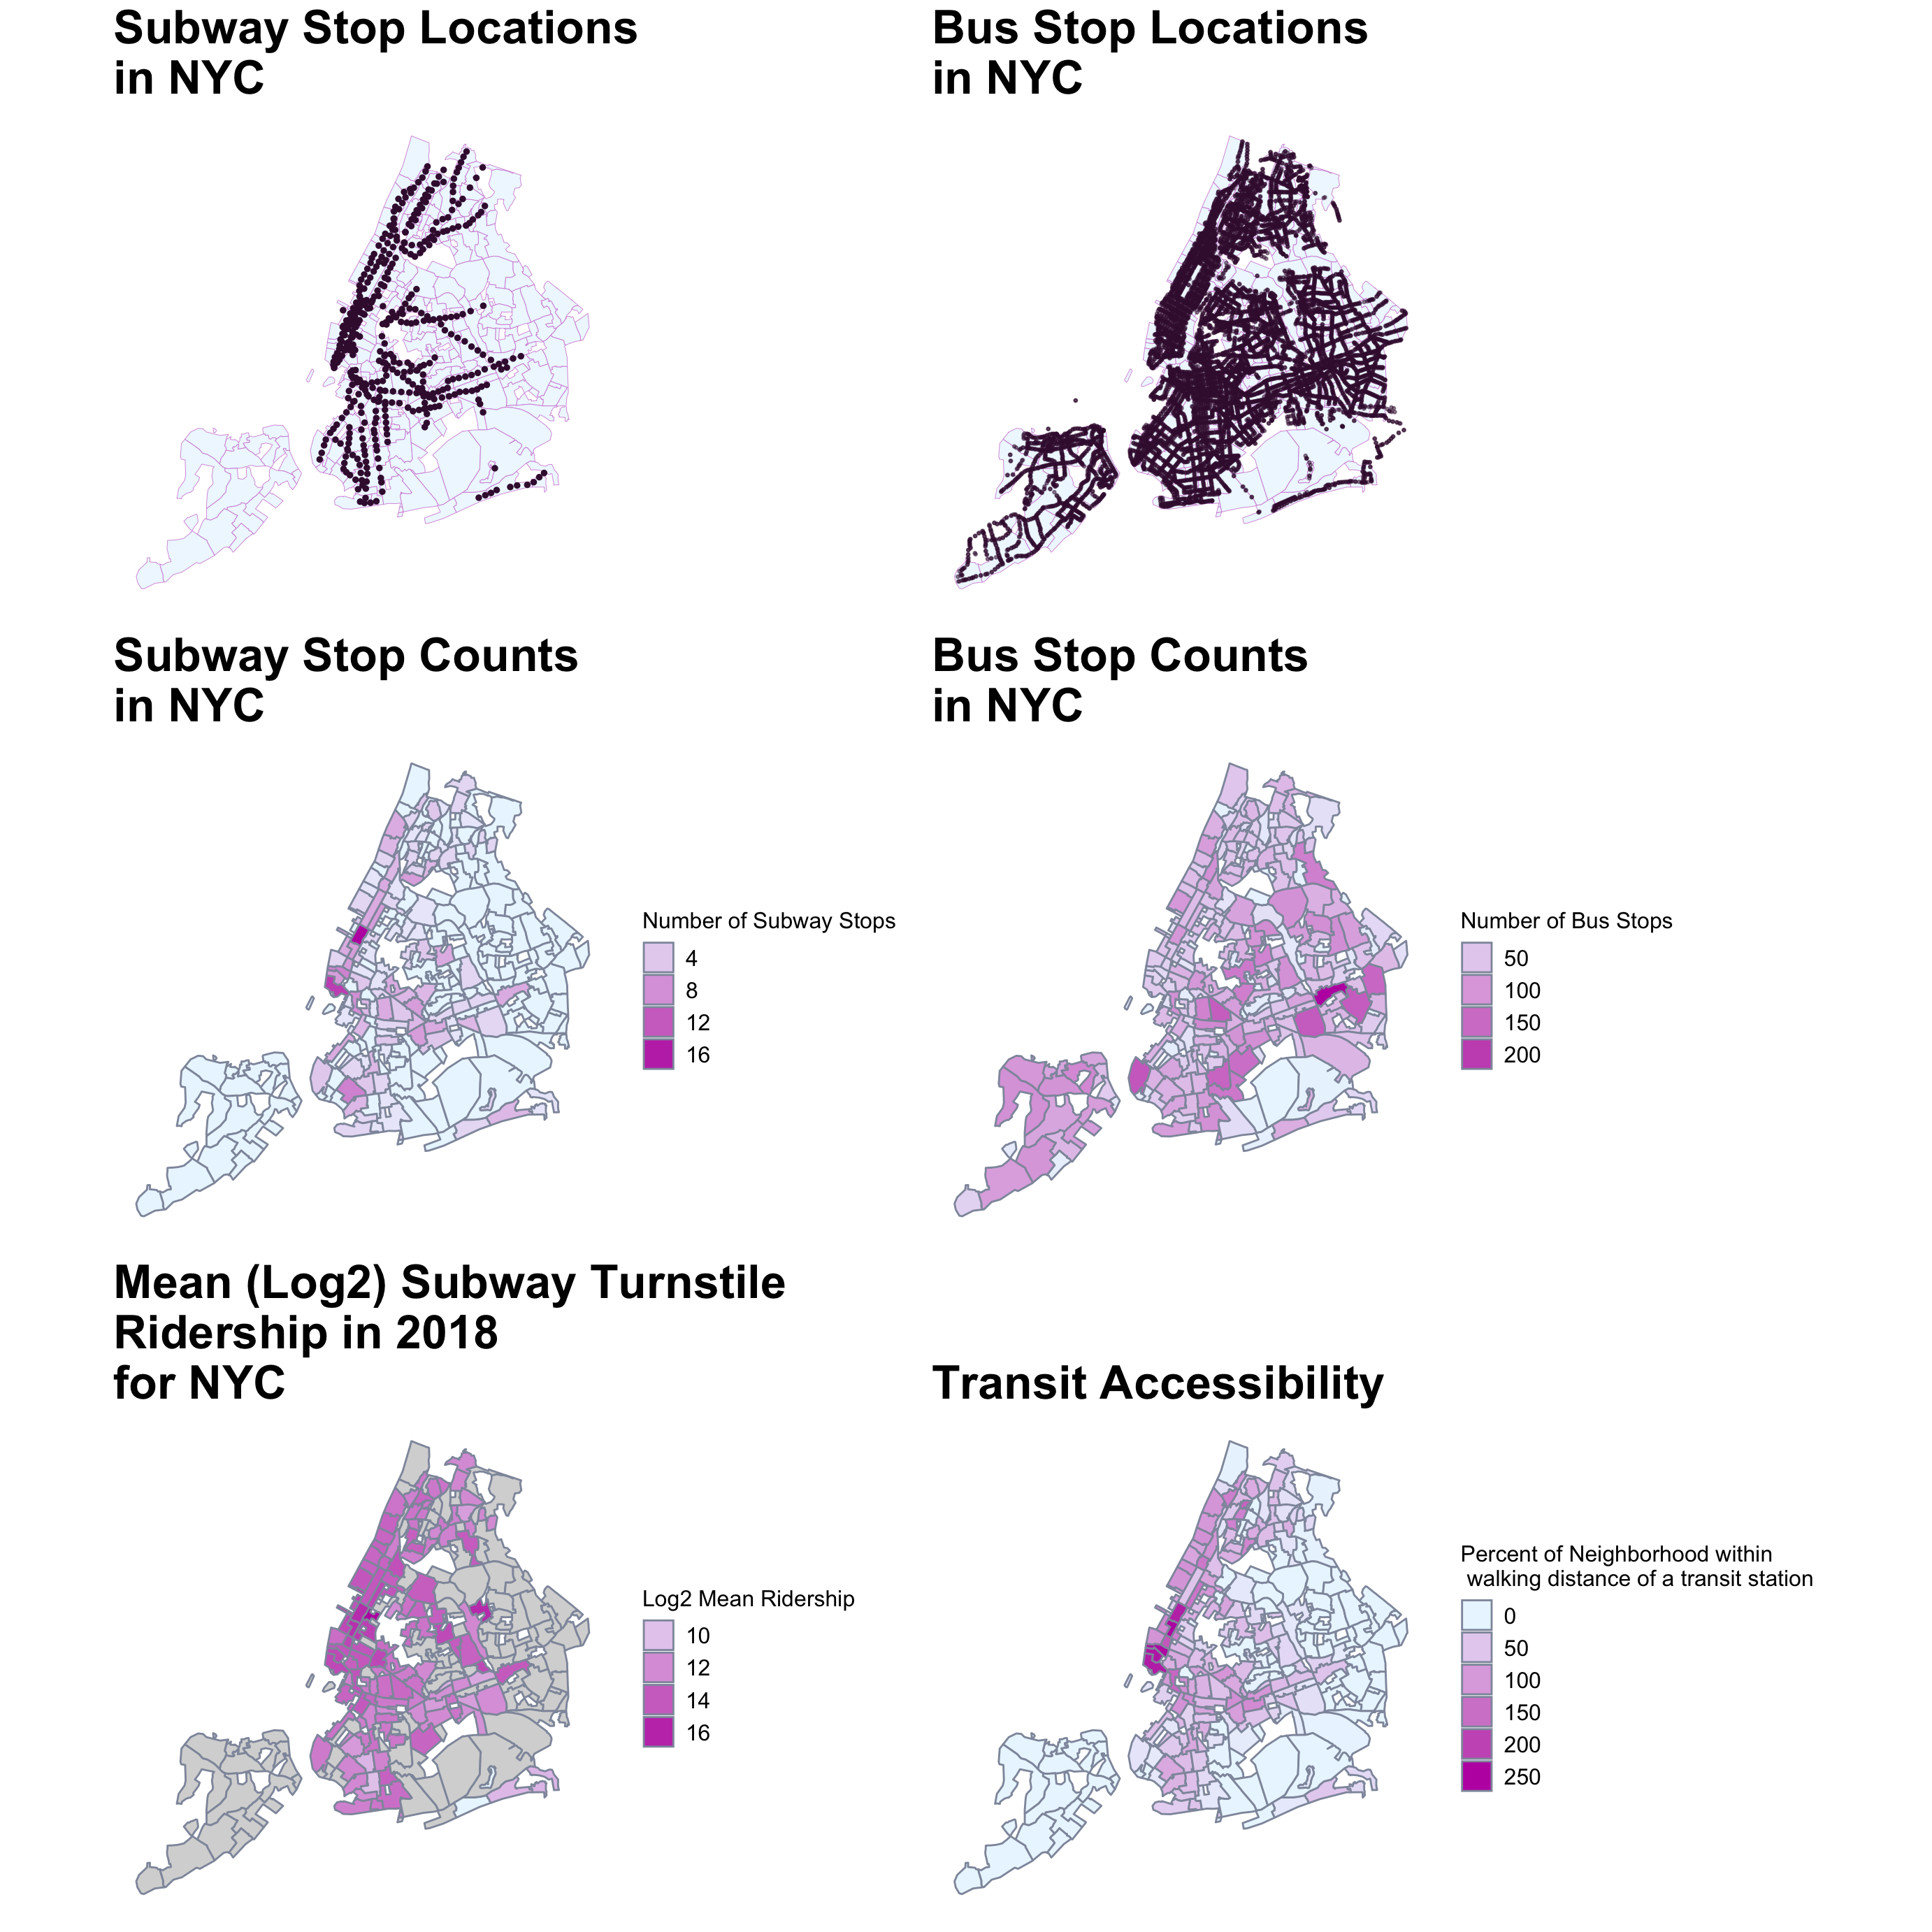 Subway Stop Locations
in NYC
Bus Stop Locations
in NYC
Subway Stop Counts
in NYC
Number of Subway Stops
4
8
12
16
Bus Stop Counts
in NYC
Number of Bus Stops
50
100
150
200
Mean (Log2) Subway Turnstile
Ridership in 2018
for NYC
Log2 Mean Ridership
10
12
14
16
Transit Accessibility
Percent of Neighborhood within
walking distance of a transit station
0
50
100
150
200
250